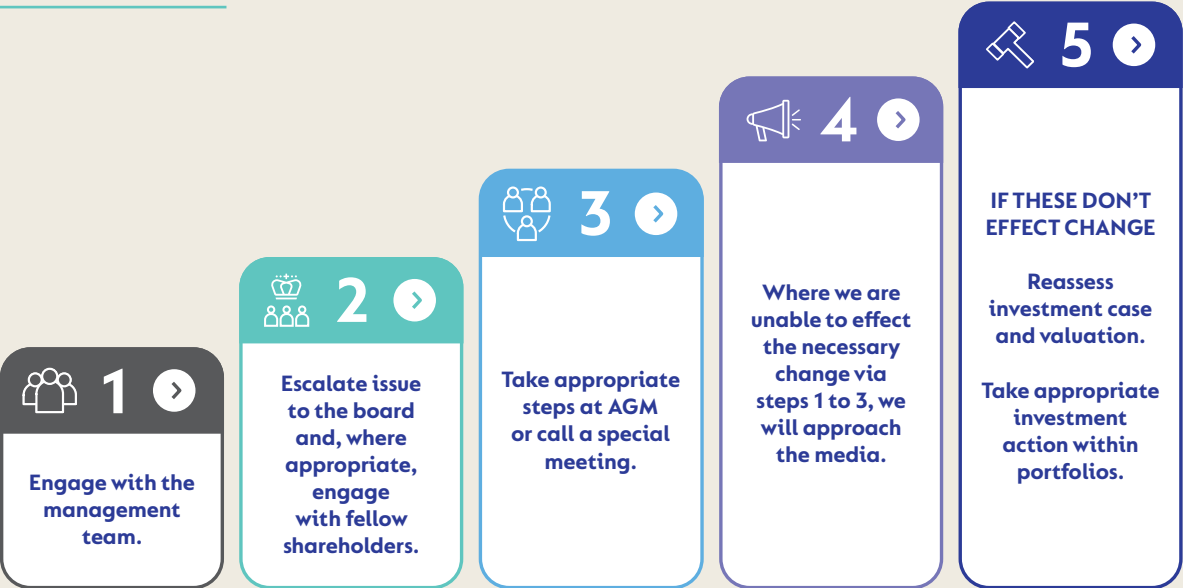 1
Engage with the
management
team.
2
Escalate issue
to the board
and, where
appropriate,
engage
with fellow
shareholders.
3
Take appropriate
steps at AGM
or call a special
meeting.
4
Where we are
unable to effect
the necessary
change via
steps 1 to 3, we
will approach
the media.
5
IF THESE DON'T
EFFECT CHANGE
Reassess
investment case
and valuation.
Take appropriate
investment
action within
portfolios.